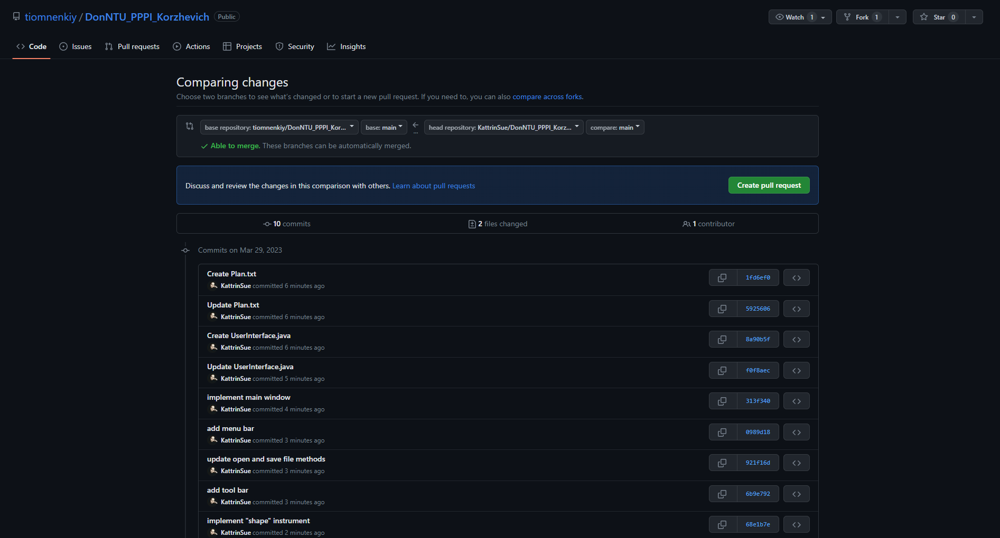 tiomnenkiy / DonNTU_PPPI_Korzhevich Public
Watch 1 Fork 1 Star 0
Code Issues Pull requests Actions Projects Security Insights
Comparing changes
Choose two branches to see what's changed or to start a new pull request. If you need to, you can also compare across forks.
base repository: tiomnenkiy/DonNTU_PPPI_Kor... base: main ← ... head repository: KattrinSue/DonNTU_PPPI_Korz... compare: main
Able to merge. These branches can be automatically merged.
Discuss and review the changes in this comparison with others. Learn about pull requests Create pull request
10 commits 2 files changed 1 contributor
Commits on Mar 29, 2023
Create Plan.txt
KattrinSue committed 6 minutes ago
1fd6ef0
Update Plan.txt
KattrinSue committed 6 minutes ago
5925606
Create UserInterface.java
KattrinSue committed 6 minutes ago
8a90b5f
Update UserInterface.java
KattrinSue committed 5 minutes ago
f0f8aec
implement main window
KattrinSue committed 4 minutes ago
313f340
add menu bar
KattrinSue committed 3 minutes ago
0989d18
update open and save file methods
KattrinSue committed 3 minutes ago
921f16d
add tool bar
KattrinSue committed 3 minutes ago
6b9e792
implement "shape" instrument
KattrinSue committed 2 minutes ago
68e1b7e